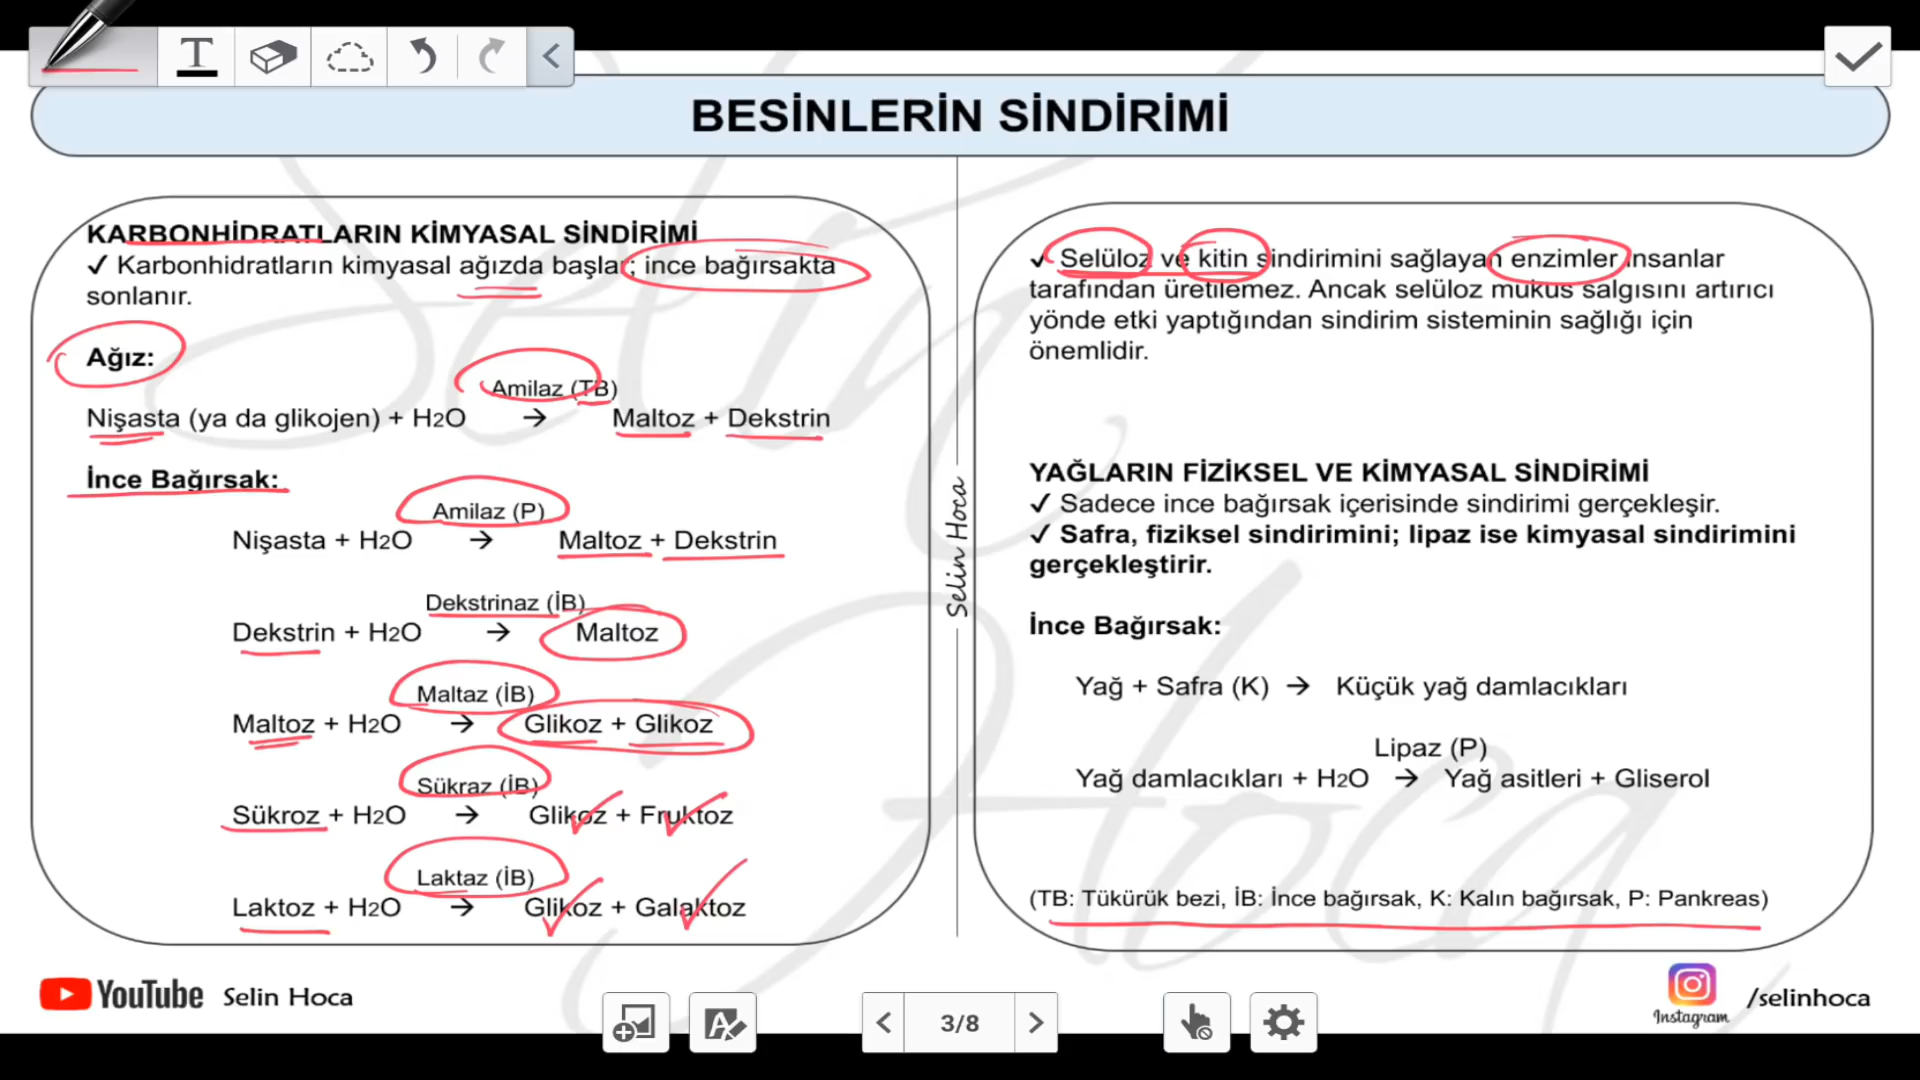 BESİNLERİN SİNDİRİMİ
KARBONHİDRATLARIN KİMYASAL SİNDİRİMİ
✓ Karbonhidratların kimyasal ağızda başlar; ince bağırsakta
sonlanır.
Ağız:
Amilaz (TB)
Nişasta (ya da glikojen) + H2O → Maltoz + Dekstrin
İnce Bağırsak:
Amilaz (P)
Nişasta + H2O → Maltoz + Dekstrin
Dekstrinaz (İB)
Dekstrin + H2O → Maltoz
Maltaz (İB)
Maltoz + H2O → Glikoz + Glikoz
Sükraz (İB)
Sükroz + H2O → Glikoz + Fruktoz
Laktaz (İB)
Laktoz + H2O → Glikoz + Galaktoz
Selin Hoca
✓ Selüloz ve kitin sindirimini sağlayan enzimler insanlar
tarafından üretilemez. Ancak selüloz mukus salgısını artırıcı
yönde etki yaptığından sindirim sisteminin sağlığı için
önemlidir.
YAĞLARIN FİZİKSEL VE KİMYASAL SİNDİRİMİ
✓ Sadece ince bağırsak içerisinde sindirimi gerçekleşir.
✓ Safra, fiziksel sindirimini; lipaz ise kimyasal sindirimini
gerçekleştirir.
İnce Bağırsak:
Yağ + Safra (K) → Küçük yağ damlacıkları
Lipaz (P)
Yağ damlacıkları + H2O → Yağ asitleri + Gliserol
(TB: Tükürük bezi, İB: İnce bağırsak, K: Kalın bağırsak, P: Pankreas)
YouTube Selin Hoca
3/8
Instagram /selinhoca
Selin Hoca